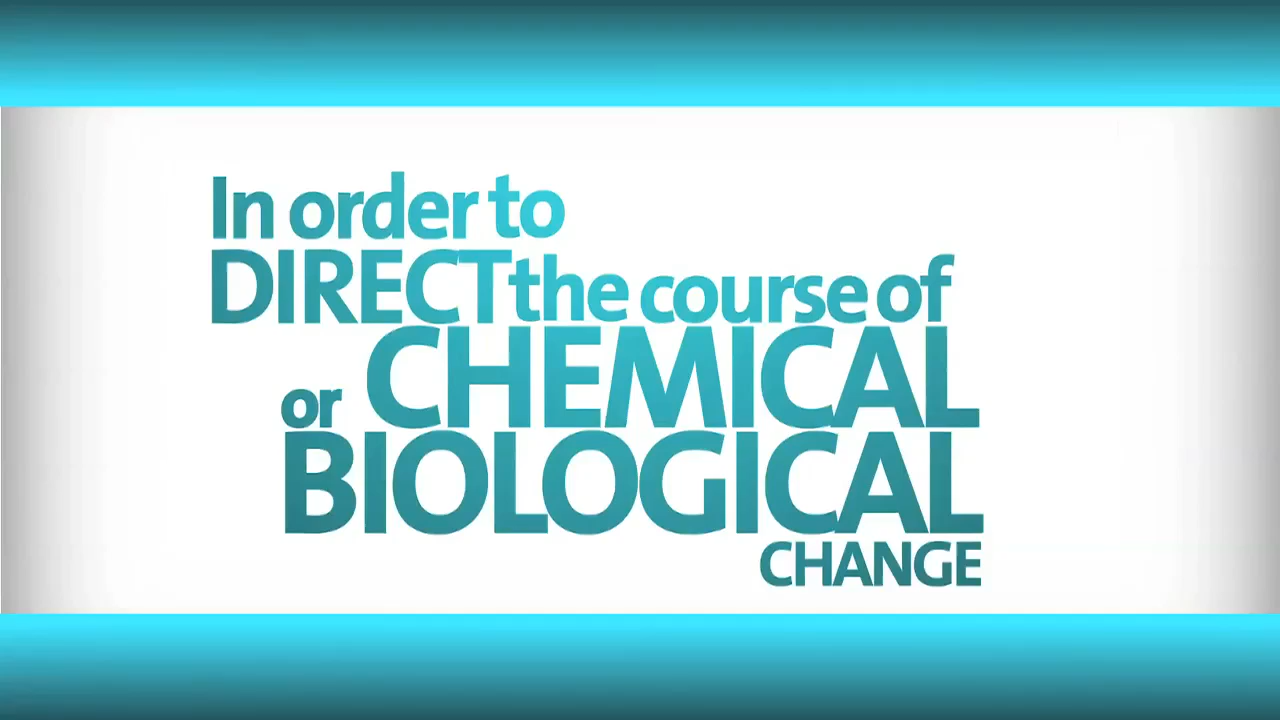 In order to
DIRECT the course of
or CHEMICAL
BIOLOGICAL
CHANGE